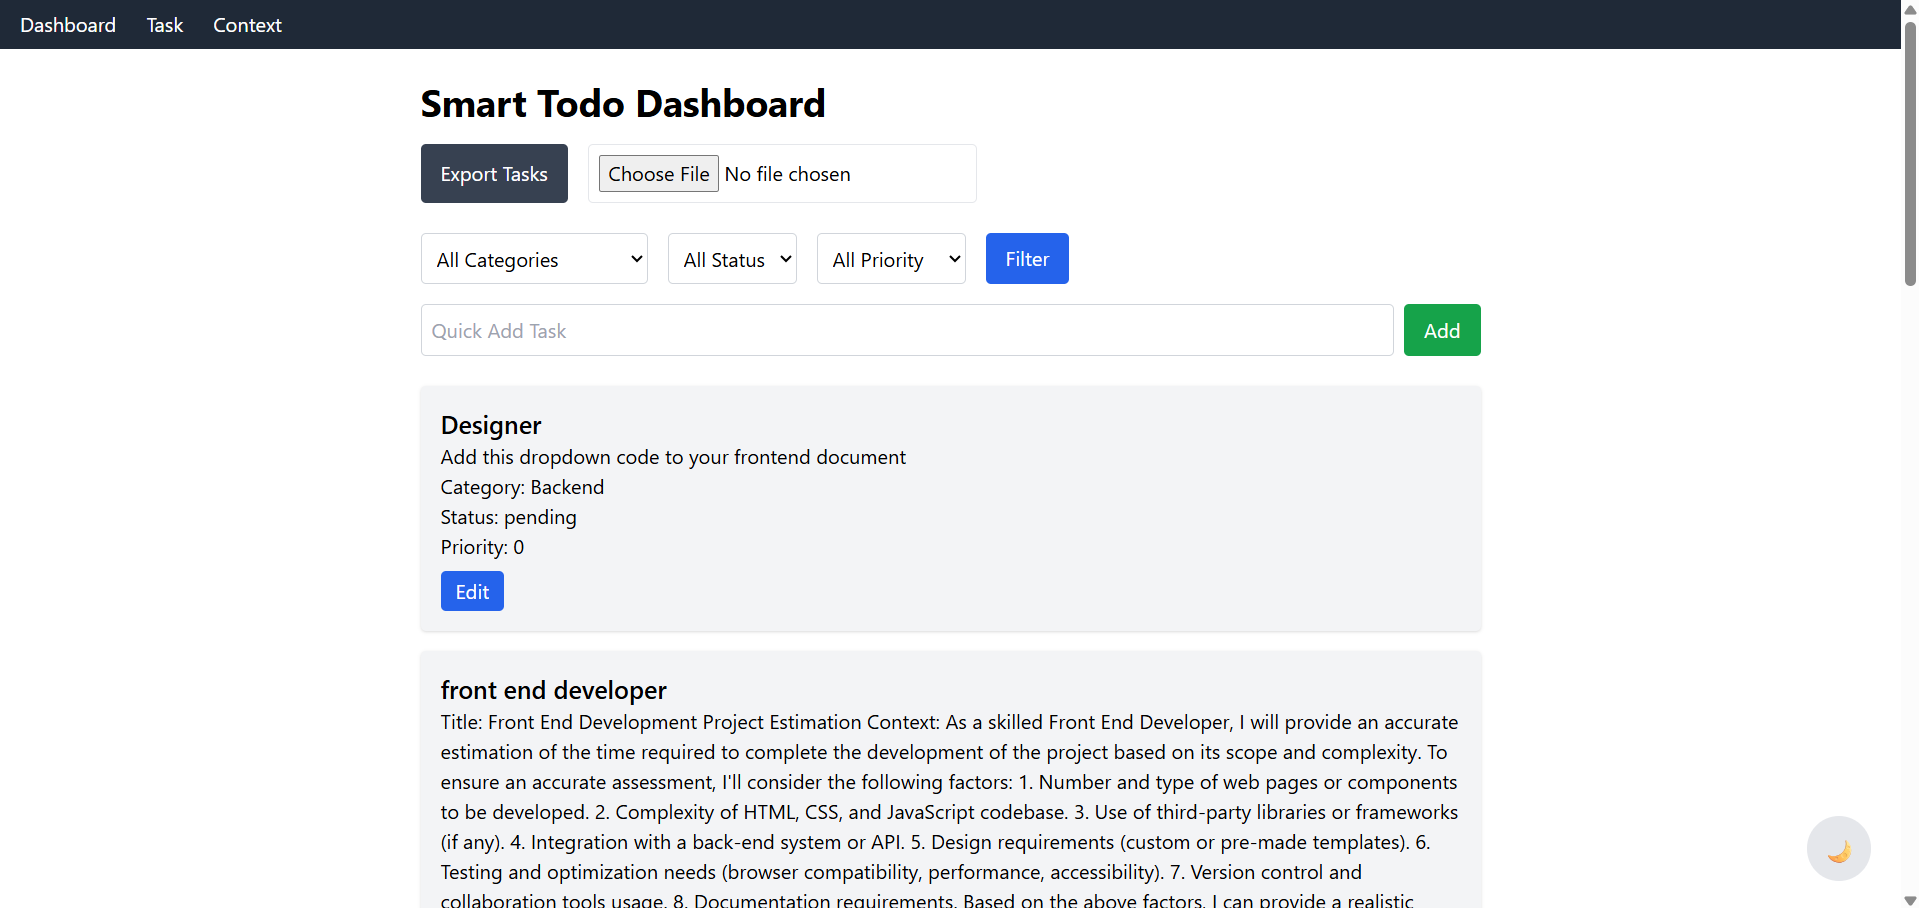 Dashboard Task Context
Smart Todo Dashboard
Export Tasks Choose File No file chosen
All Categories All Status All Priority Filter
Quick Add Task Add
Designer
Add this dropdown code to your frontend document
Category: Backend
Status: pending
Priority: 0
Edit
front end developer
Title: Front End Development Project Estimation Context: As a skilled Front End Developer, I will provide an accurate
estimation of the time required to complete the development of the project based on its scope and complexity. To
ensure an accurate assessment, I'll consider the following factors: 1. Number and type of web pages or components
to be developed. 2. Complexity of HTML, CSS, and JavaScript codebase. 3. Use of third-party libraries or frameworks
(if any). 4. Integration with a back-end system or API. 5. Design requirements (custom or pre-made templates). 6.
Testing and optimization needs (browser compatibility, performance, accessibility). 7. Version control and
collaboration tools usage. 8. Documentation requirements. Based on the above factors, I can provide a realistic